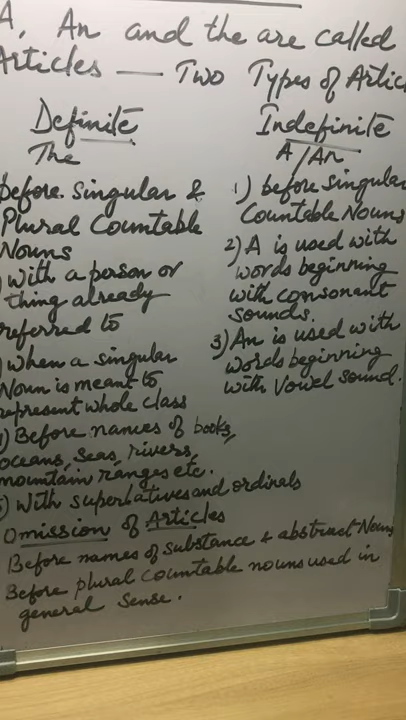 A, An and the are called
Articles — Two Types of Artic
Definite
The
before singular &
Plural Countable
Nouns
) with a person or
thing already
referred to
) when a singular
Noun is meant to
represent whole class
) Before names of books,
oceans, seas, rivers,
mountain ranges etc.
) with superlatives and ordinals
Indefinite
A/An
1) before singular
Countable Nouns
2) A is used with
words beginning
with consonant
sounds.
3) An is used with
words beginning
with Vowel sound.
Omission of Articles
Before names of substance & abstract Nouns
Before plural countable nouns used in
general sense.